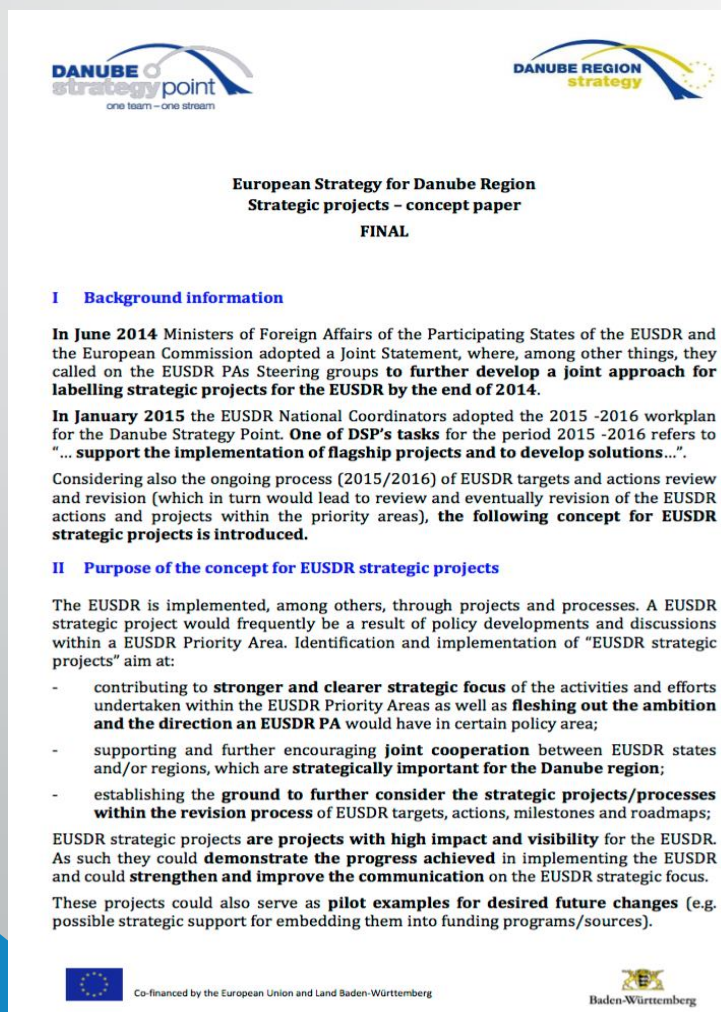 DANUBE
strategy point
one team – one stream
DANUBE REGION
strategy
European Strategy for Danube Region
Strategic projects – concept paper
FINAL
I Background information
In June 2014 Ministers of Foreign Affairs of the Participating States of the EUSDR and
the European Commission adopted a Joint Statement, where, among other things, they
called on the EUSDR PAs Steering groups to further develop a joint approach for
labelling strategic projects for the EUSDR by the end of 2014.
In January 2015 the EUSDR National Coordinators adopted the 2015 -2016 workplan
for the Danube Strategy Point. One of DSP's tasks for the period 2015 -2016 refers to
“... support the implementation of flagship projects and to develop solutions...”.
Considering also the ongoing process (2015/2016) of EUSDR targets and actions review
and revision (which in turn would lead to review and eventually revision of the EUSDR
actions and projects within the priority areas), the following concept for EUSDR
strategic projects is introduced.
II Purpose of the concept for EUSDR strategic projects
The EUSDR is implemented, among others, through projects and processes. A EUSDR
strategic project would frequently be a result of policy developments and discussions
within a EUSDR Priority Area. Identification and implementation of “EUSDR strategic
projects” aim at:
- contributing to stronger and clearer strategic focus of the activities and efforts
undertaken within the EUSDR Priority Areas as well as fleshing out the ambition
and the direction an EUSDR PA would have in certain policy area;
- supporting and further encouraging joint cooperation between EUSDR states
and/or regions, which are strategically important for the Danube region;
- establishing the ground to further consider the strategic projects/processes
within the revision process of EUSDR targets, actions, milestones and roadmaps;
EUSDR strategic projects are projects with high impact and visibility for the EUSDR.
As such they could demonstrate the progress achieved in implementing the EUSDR
and could strengthen and improve the communication on the EUSDR strategic focus.
These projects could also serve as pilot examples for desired future changes (e.g.
possible strategic support for embedding them into funding programs/sources).
Co-financed by the European Union and Land Baden-Württemberg
Baden-Württemberg